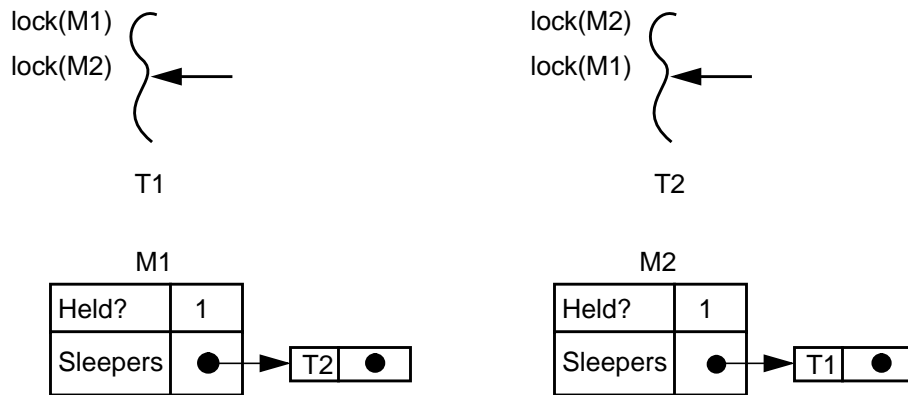 lock(M1)
lock(M2)
T1
lock(M2)
lock(M1)
T2
M1
Held? 1
Sleepers T2
M2
Held? 1
Sleepers T1